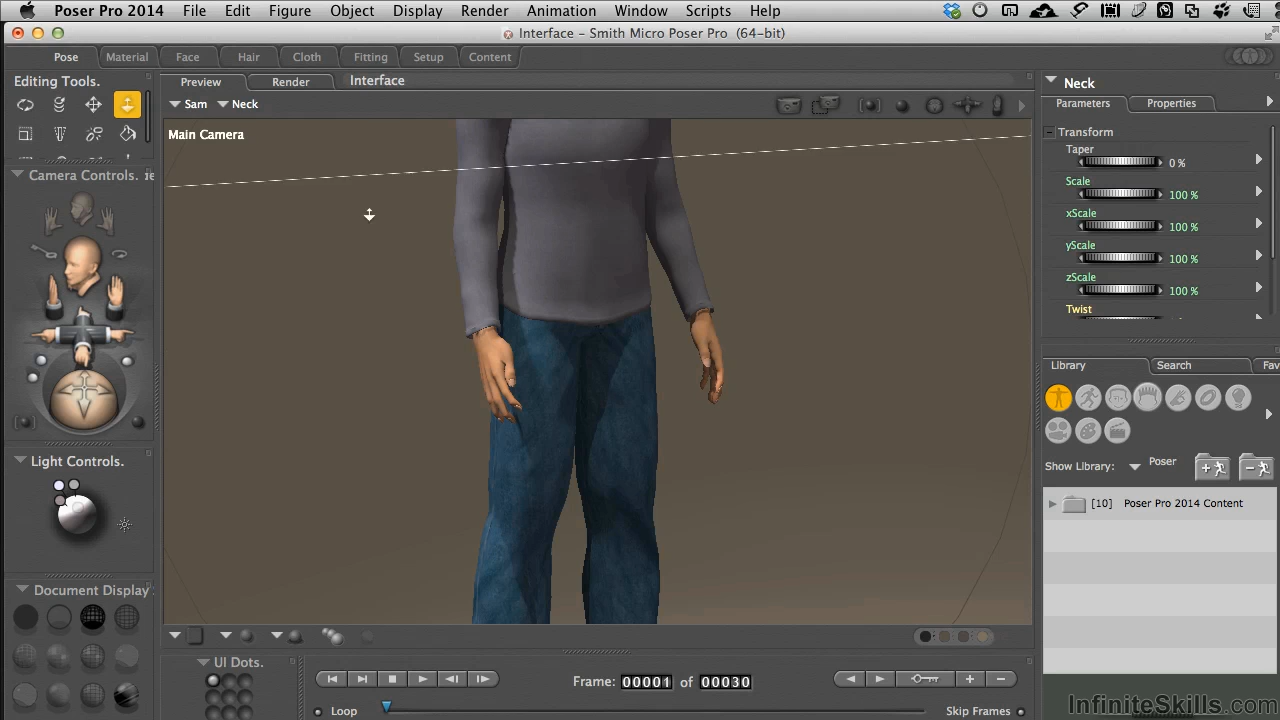 Poser Pro 2014 File Edit Figure Object Display Render Animation Window Scripts Help
Interface - Smith Micro Poser Pro (64-bit)
Pose Material Face Hair Cloth Fitting Setup Content
Editing Tools.
Preview Render Interface
Sam Neck
Main Camera
Camera Controls.
Light Controls.
Document Display
UI Dots.
Frame: 00001 of 00030
Loop
Skip Frames
Neck
Parameters Properties
Transform
Taper
0 %
Scale
100 %
xScale
100 %
yScale
100 %
zScale
100 %
Twist
Library Search Fav
Show Library: Poser
[10] Poser Pro 2014 Content
InfiniteSkills.com